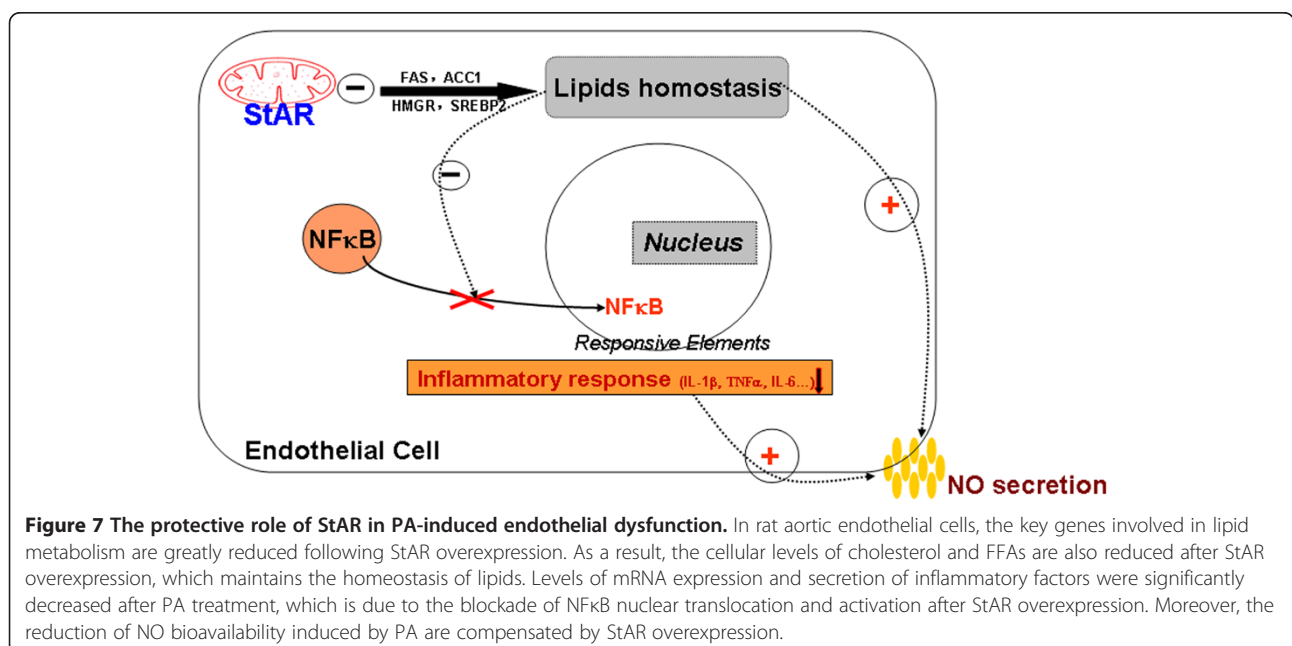 FAS，ACC1
Lipids homostasis
HMGR，SREBP2
StAR
NFκB
Nucleus
NFκB
Responsive Elements
Inflammatory response (IL-1β, TNFα, IL-6...)
Endothelial Cell
NO secretion
Figure 7 The protective role of StAR in PA-induced endothelial dysfunction. In rat aortic endothelial cells, the key genes involved in lipid
metabolism are greatly reduced following StAR overexpression. As a result, the cellular levels of cholesterol and FFAs are also reduced after StAR
overexpression, which maintains the homeostasis of lipids. Levels of mRNA expression and secretion of inflammatory factors were significantly
decreased after PA treatment, which is due to the blockade of NFκB nuclear translocation and activation after StAR overexpression. Moreover, the
reduction of NO bioavailability induced by PA are compensated by StAR overexpression.